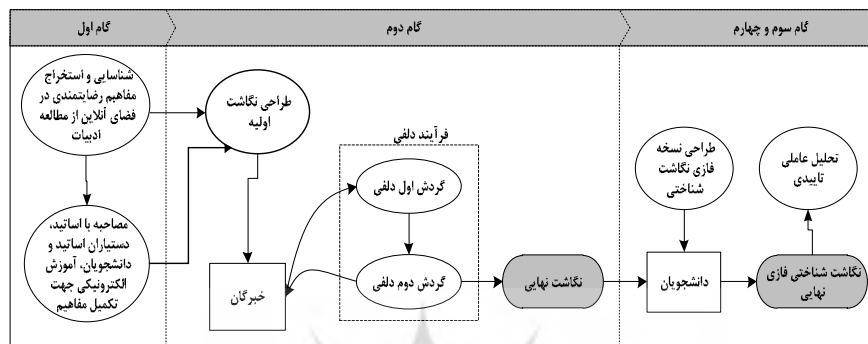 گام اول
گام دوم
گام سوم و چهارم
شناسایی و استخراج
مفاهیم رضایتمندی در
فضای آنلاین از مطالعه
ادبیات
مصاحبه با اساتید،
دستیاران اساتید و
دانشجویان، آموزش
الکترونیکی جهت
تکمیل مفاهیم
طراحی نگاشت
اولیه
خبرگان
فرآیند دلفی
گردش اول دلفی
گردش دوم دلفی
نگاشت نهایی
طراحی نسخه
فازی نگاشت
شناختی
دانشجویان
تحلیل عاملی
تاییدی
نگاشت شناختی فازی
نهایی